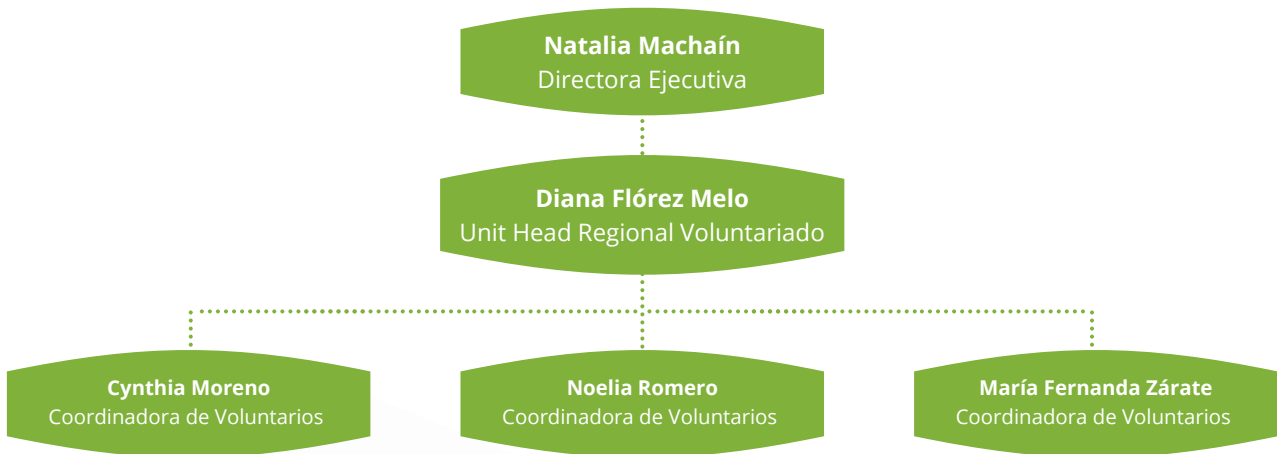 Natalia Machaín
Directora Ejecutiva
Diana Flórez Melo
Unit Head Regional Voluntariado
Cynthia Moreno
Coordinadora de Voluntarios
Noelia Romero
Coordinadora de Voluntarios
María Fernanda Zárate
Coordinadora de Voluntarios